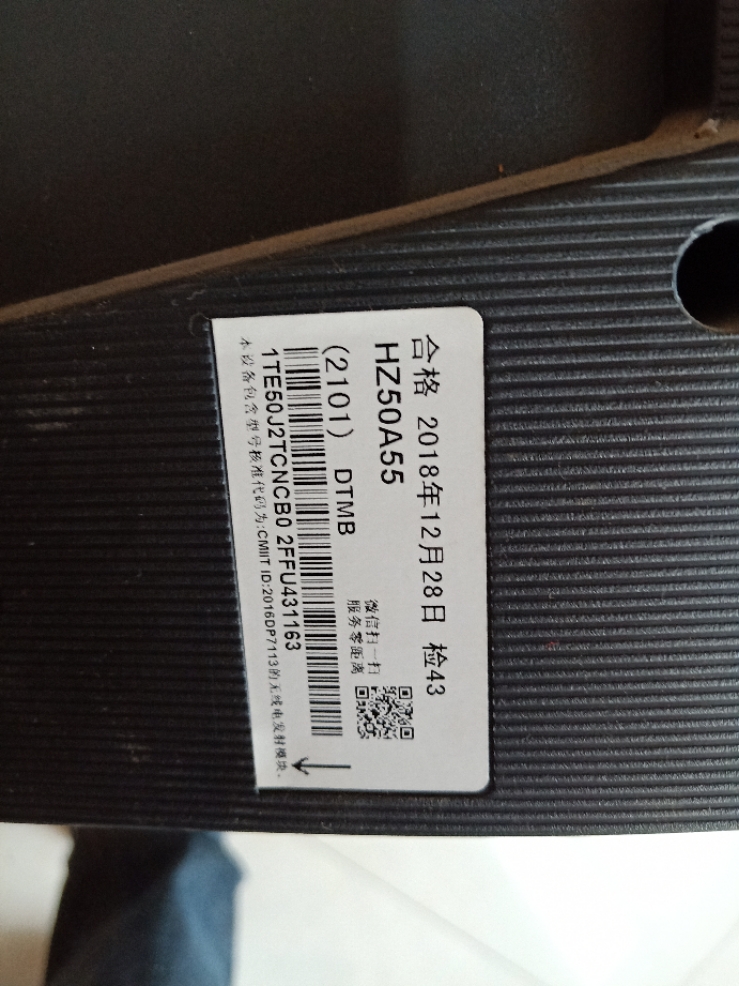 合格 2018年12月28日 检43
HZ50A55
(2101) DTMB
微信扫一扫
服务零距离
1TE50J2TCNCB0 2FFU431163
本设备包含型号核准代码为:CMIIT ID:2016DP7113的无线电发射模块。